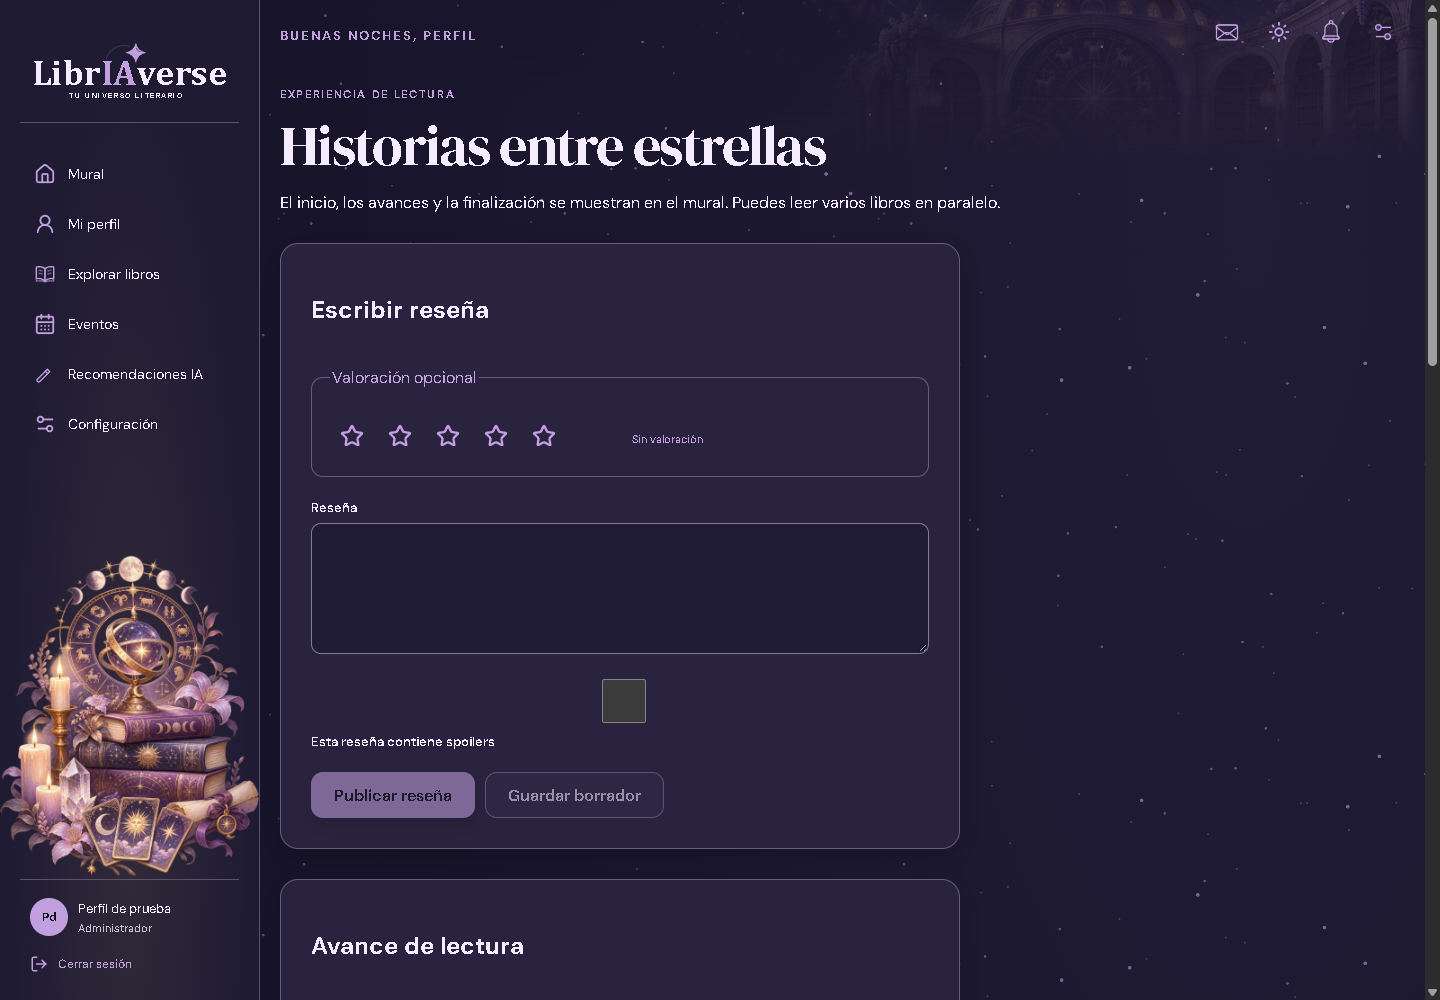 LibrIAverse
TU UNIVERSO LITERARIO
Mural
Mi perfil
Explorar libros
Eventos
Recomendaciones IA
Configuración
Pd
Perfil de prueba
Administrador
Cerrar sesión
BUENAS NOCHES, PERFIL
EXPERIENCIA DE LECTURA
Historias entre estrellas
El inicio, los avances y la finalización se muestran en el mural. Puedes leer varios libros en paralelo.
Escribir reseña
Valoración opcional
Sin valoración
Reseña
Esta reseña contiene spoilers
Publicar reseña
Guardar borrador
Avance de lectura